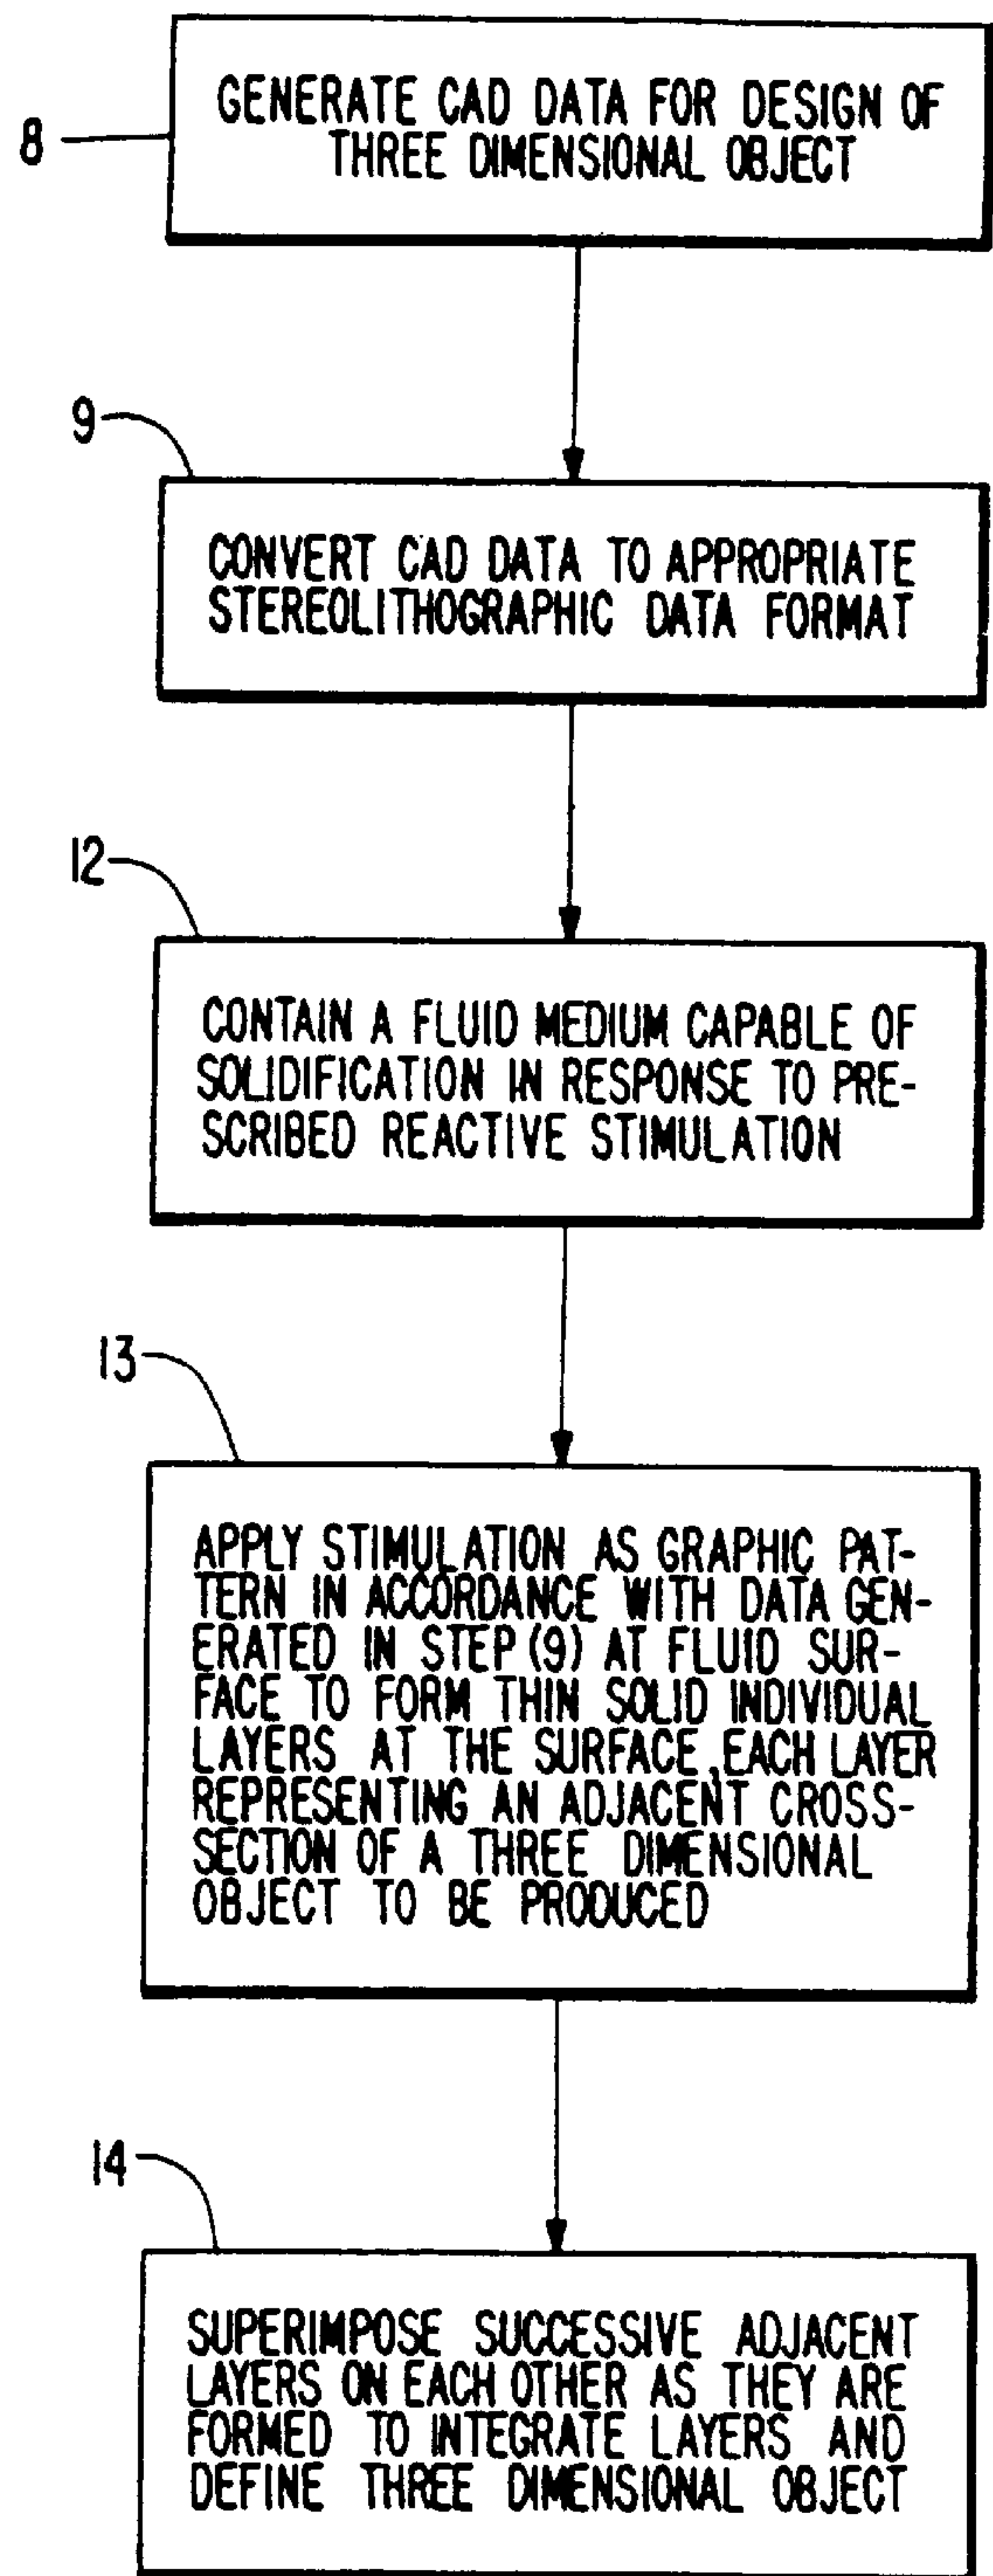 GENERATE CAD DATA FOR DESIGN OF
THREE DIMENSIONAL OBJECT
8
9
CONVERT CAD DATA TO APPROPRIATE
STEREOLITHOGRAPHIC DATA FORMAT
12
CONTAIN A FLUID MEDIUM CAPABLE OF
SOLIDIFICATION IN RESPONSE TO PRE-
SCRIBED REACTIVE STIMULATION
13
APPLY STIMULATION AS GRAPHIC PAT-
TERN IN ACCORDANCE WITH DATA GEN-
ERATED IN STEP (9) AT FLUID SUR-
FACE TO FORM THIN SOLID INDIVIDUAL
LAYERS AT THE SURFACE, EACH LAYER
REPRESENTING AN ADJACENT CROSS-
SECTION OF A THREE DIMENSIONAL
OBJECT TO BE PRODUCED
14
SUPERIMPOSE SUCCESSIVE ADJACENT
LAYERS ON EACH OTHER AS THEY ARE
FORMED TO INTEGRATE LAYERS AND
DEFINE THREE DIMENSIONAL OBJECT